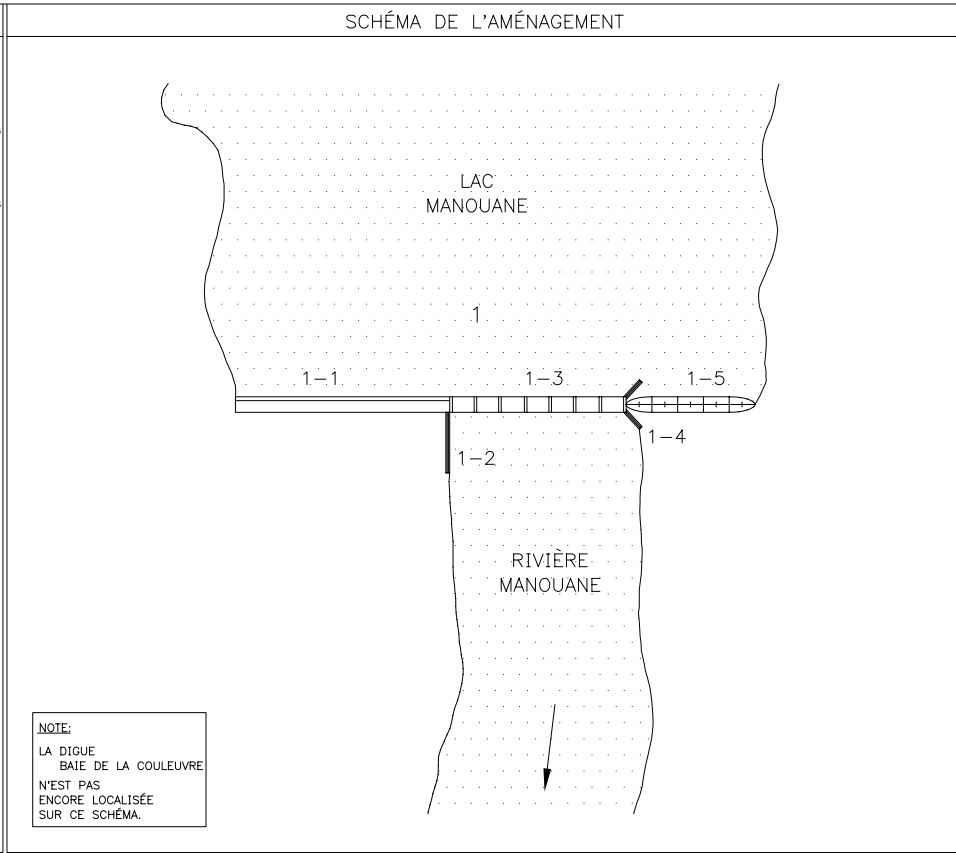 SCHÉMA DE L'AMÉNAGEMENT
LAC
MANOUANE
1
1-1
1-3
1-5
1-4
1-2
RIVIÈRE
MANOUANE
NOTE:
LA DIGUE
BAIE DE LA COULEUVRE
N'EST PAS
ENCORE LOCALISÉE
SUR CE SCHÉMA.